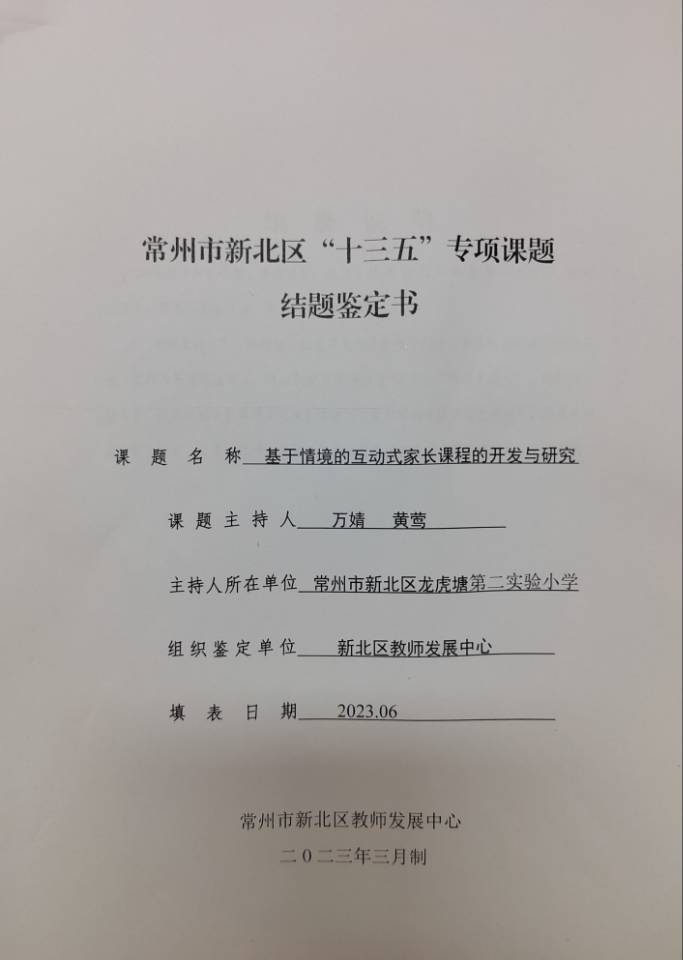 常州市新北区“十三五”专项课题
结题鉴定书
课题名称 基于情境的互动式家长课程的开发与研究
课题主持人 万婧 黄莺
主持人所在单位 常州市新北区龙虎塘第二实验小学
组织鉴定单位 新北区教师发展中心
填表日期 2023.06
常州市新北区教师发展中心
二0二三年三月制